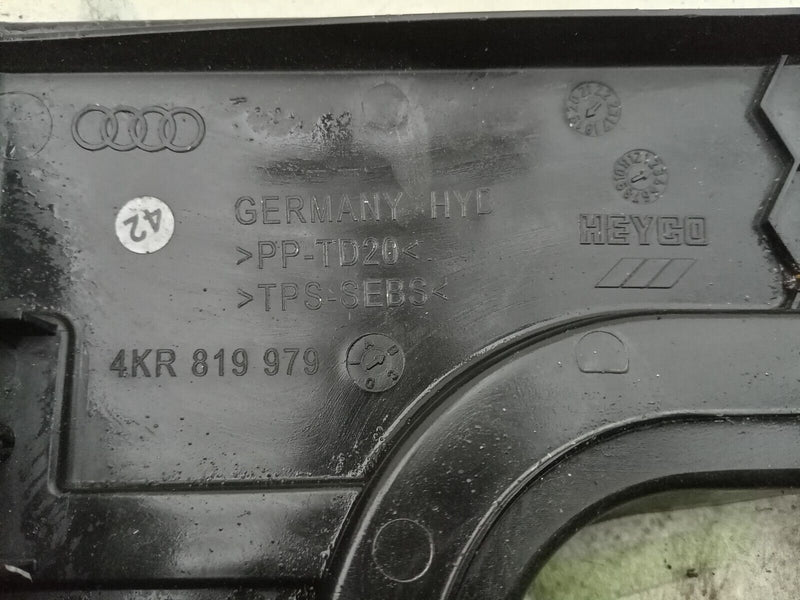 42
GERMANY HYD
>PP-TD20<
>TPS-SEBS<
HEYCO
4KR 819 979